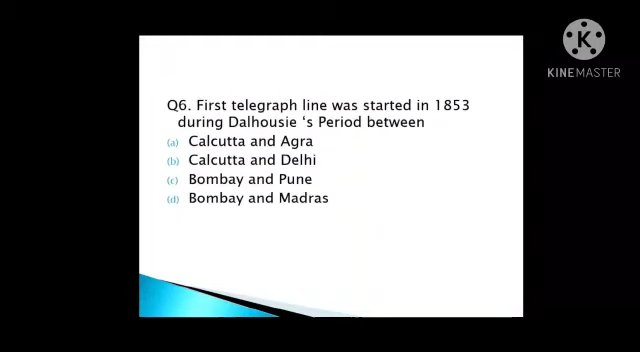 KINEMASTER
Q6. First telegraph line was started in 1853
during Dalhousie ‘s Period between
(a) Calcutta and Agra
(b) Calcutta and Delhi
(c) Bombay and Pune
(d) Bombay and Madras